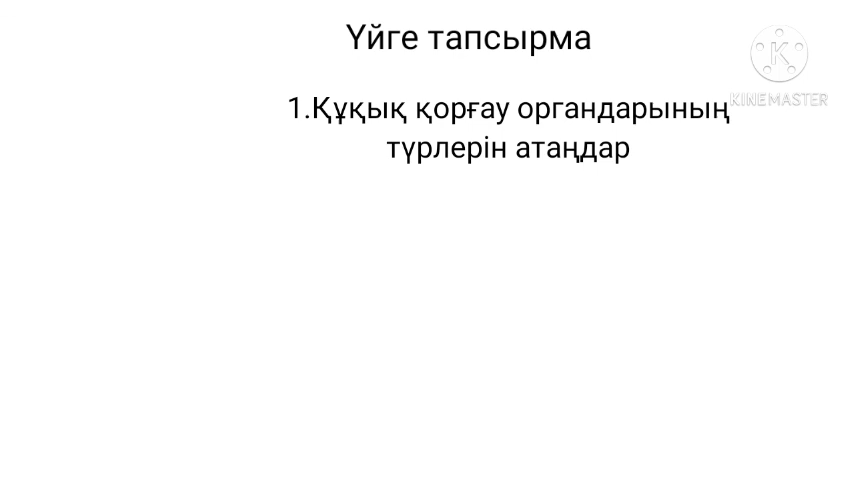 Үйге тапсырма
KINEMASTER
1.Құқық қорғау органдарының
түрлерін атаңдар